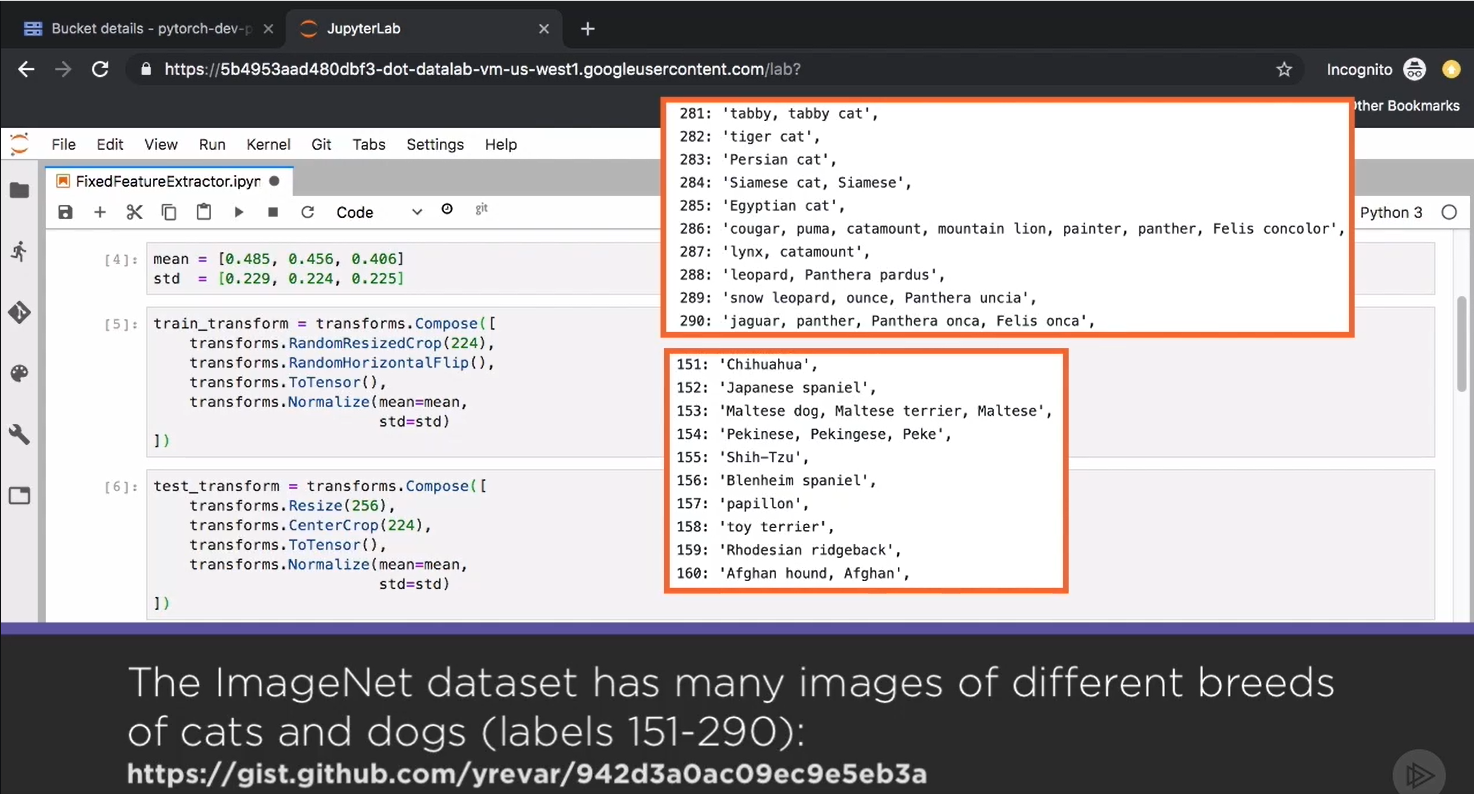 Bucket details - pytorch-dev-p
JupyterLab
https://5b4953aad480dbf3-dot-datalab-vm-us-west1.googleusercontent.com/lab?
Incognito
Other Bookmarks
File Edit View Run Kernel Git Tabs Settings Help
FixedFeatureExtractor.ipyn
Code
git
Python 3
[4]:
mean = [0.485, 0.456, 0.406]
std  = [0.229, 0.224, 0.225]
[5]:
train_transform = transforms.Compose([
    transforms.RandomResizedCrop(224),
    transforms.RandomHorizontalFlip(),
    transforms.ToTensor(),
    transforms.Normalize(mean=mean,
                         std=std)
])
[6]:
test_transform = transforms.Compose([
    transforms.Resize(256),
    transforms.CenterCrop(224),
    transforms.ToTensor(),
    transforms.Normalize(mean=mean,
                         std=std)
])
281: 'tabby, tabby cat',
282: 'tiger cat',
283: 'Persian cat',
284: 'Siamese cat, Siamese',
285: 'Egyptian cat',
286: 'cougar, puma, catamount, mountain lion, painter, panther, Felis concolor',
287: 'lynx, catamount',
288: 'leopard, Panthera pardus',
289: 'snow leopard, ounce, Panthera uncia',
290: 'jaguar, panther, Panthera onca, Felis onca',
151: 'Chihuahua',
152: 'Japanese spaniel',
153: 'Maltese dog, Maltese terrier, Maltese',
154: 'Pekinese, Pekingese, Peke',
155: 'Shih-Tzu',
156: 'Blenheim spaniel',
157: 'papillon',
158: 'toy terrier',
159: 'Rhodesian ridgeback',
160: 'Afghan hound, Afghan',
The ImageNet dataset has many images of different breeds
of cats and dogs (labels 151-290):
https://gist.github.com/yrevar/942d3a0ac09ec9e5eb3a